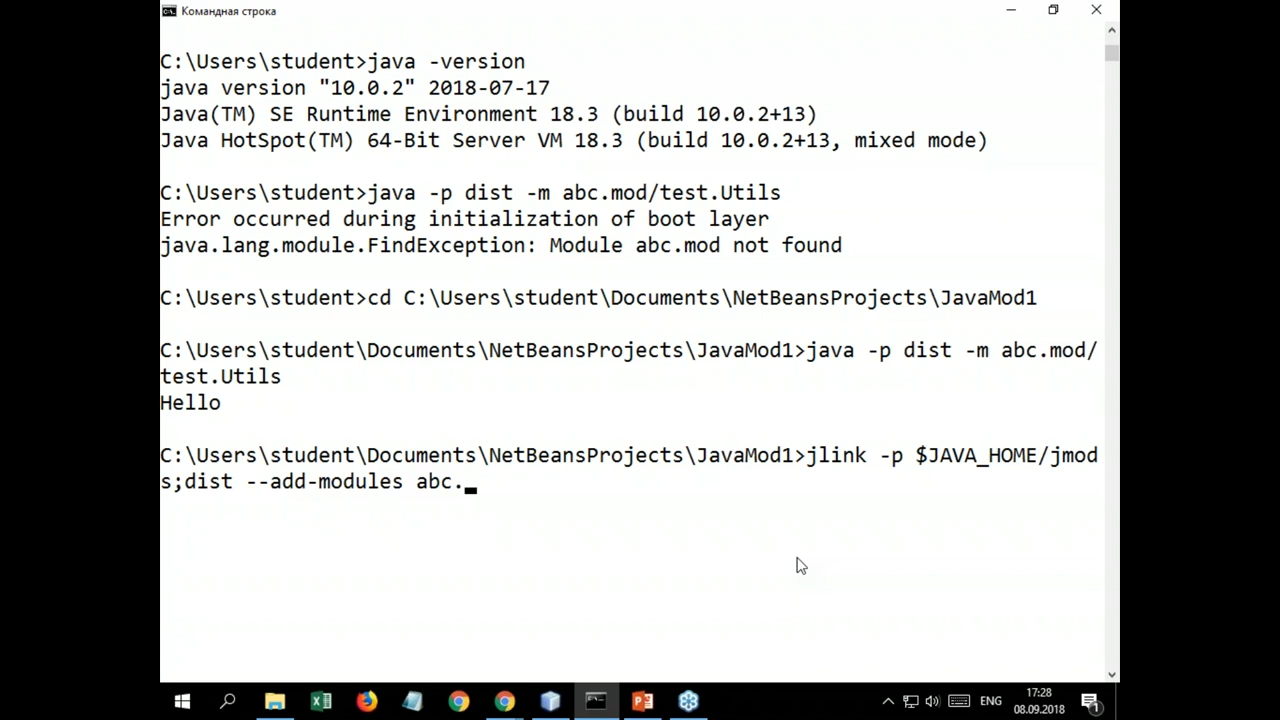 Командная строка
C:\Users\student>java -version
java version "10.0.2" 2018-07-17
Java(TM) SE Runtime Environment 18.3 (build 10.0.2+13)
Java HotSpot(TM) 64-Bit Server VM 18.3 (build 10.0.2+13, mixed mode)
C:\Users\student>java -p dist -m abc.mod/test.Utils
Error occurred during initialization of boot layer
java.lang.module.FindException: Module abc.mod not found
C:\Users\student>cd C:\Users\student\Documents\NetBeansProjects\JavaMod1
C:\Users\student\Documents\NetBeansProjects\JavaMod1>java -p dist -m abc.mod/
test.Utils
Hello
C:\Users\student\Documents\NetBeansProjects\JavaMod1>jlink -p $JAVA_HOME/jmod
s;dist --add-modules abc.
ENG
17:28
08.09.2018
1